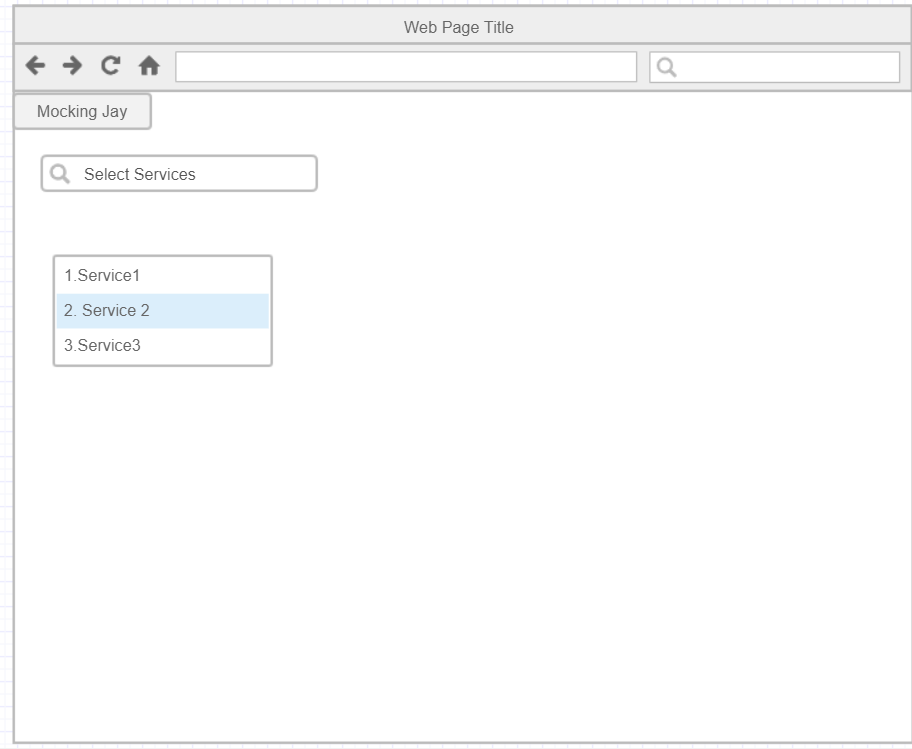 Web Page Title
Mocking Jay
Select Services
1.Service1
2. Service 2
3.Service3